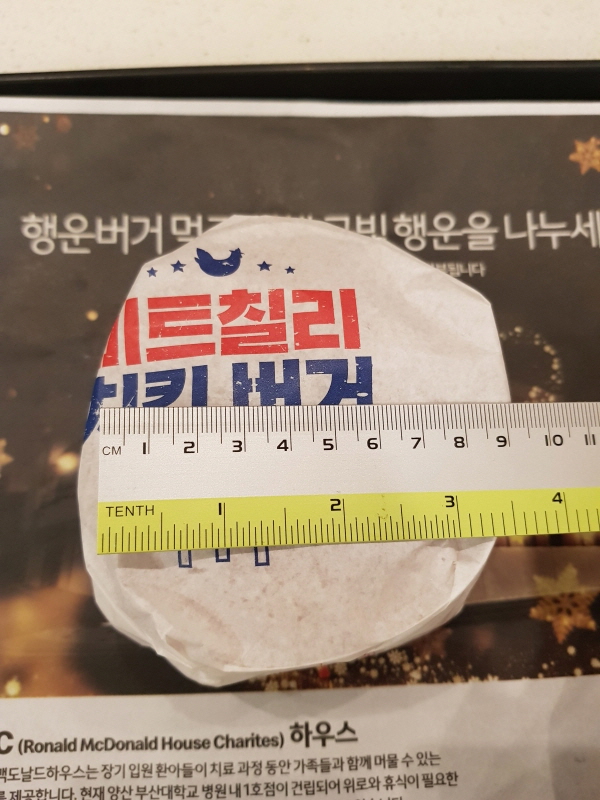 행운버거 행운을 나누세
됩니다
트칠리
버거
CM 1 2 3 4 5 6 7 8 9 10 11
TENTH 1 2 3 4
C (Ronald McDonald House Charites) 하우스
맥도날드하우스는 장기 입원 환아들이 치료 과정 동안 가족들과 함께 머물 수 있는
를 제공합니다. 현재 양산 부산대학교 병원 내 1호점이 건립되어 위로와 휴식이 필요한